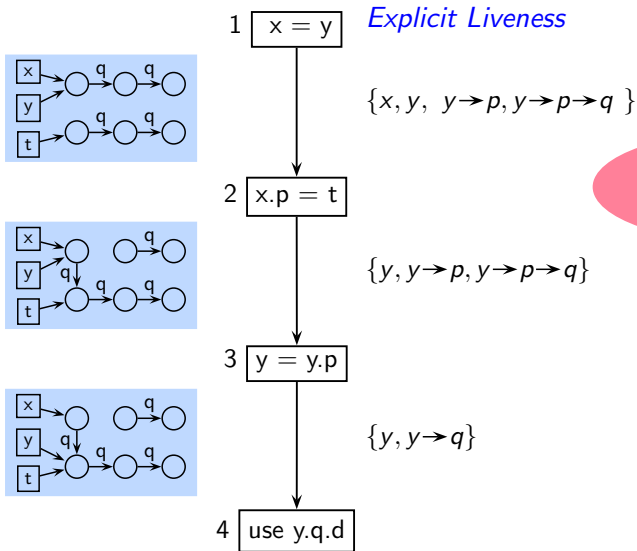 Explicit Liveness
1 x = y
x q q
y
t q q
{x, y, y→p, y→p→q }
2 x.p = t
x q
y q
t q q
{y, y→p, y→p→q}
3 y = y.p
x q
y q
t q q
{y, y→q}
4 use y.q.d